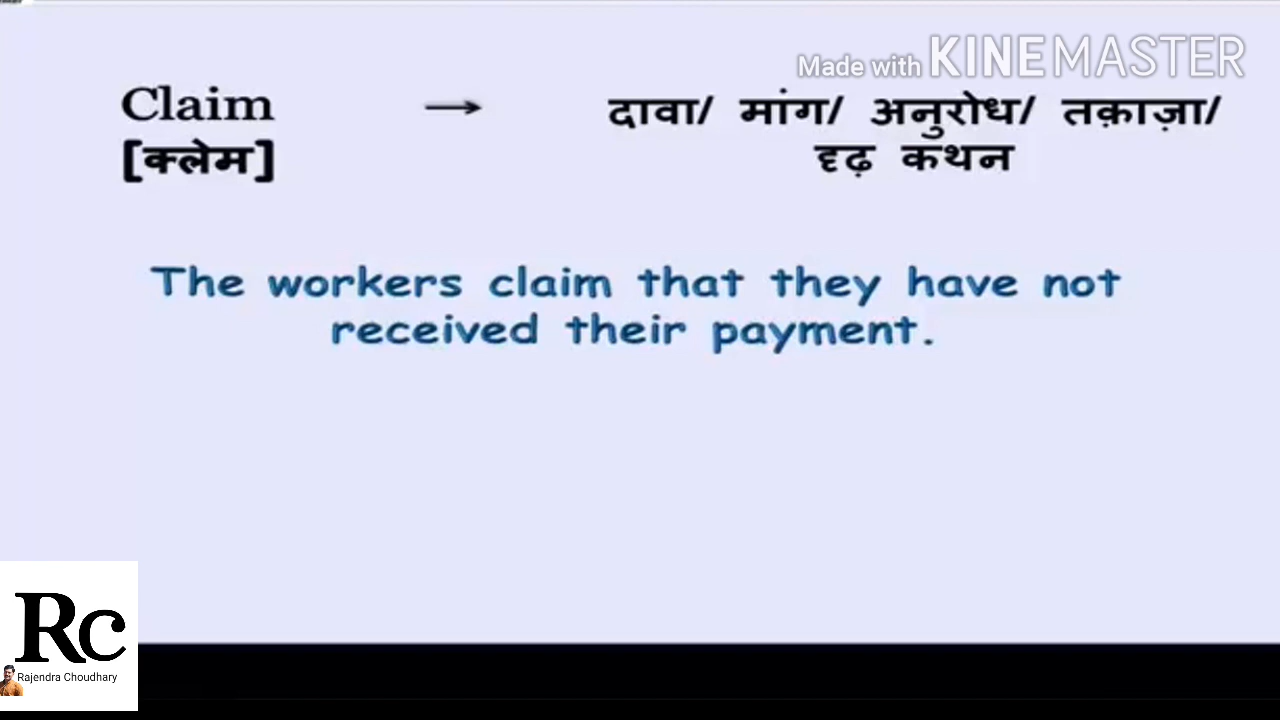 Made with KINEMASTER
Claim → दावा/ मांग/ अनुरोध/ तक़ाज़ा/
[क्लेम] दृढ़ कथन
The workers claim that they have not
received their payment.
Rc
Rajendra Choudhary